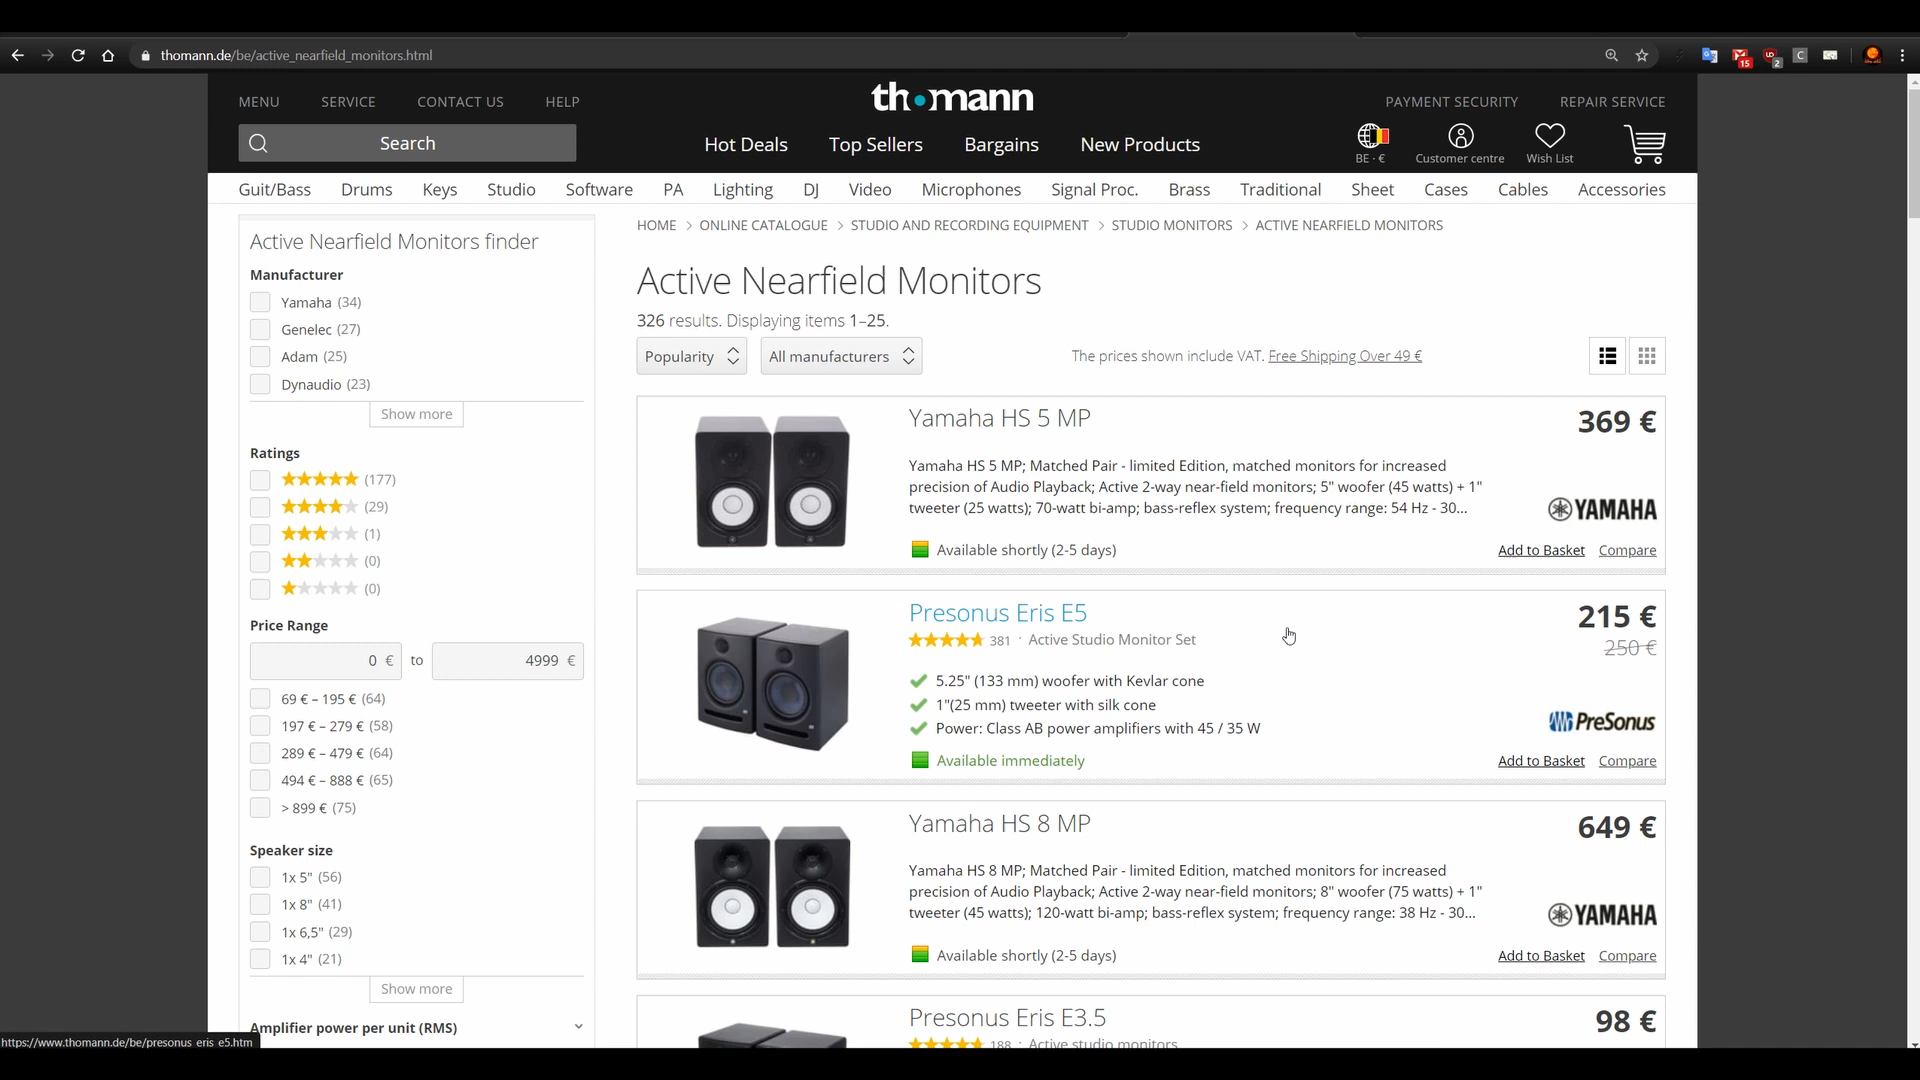 thomann.de/be/active_nearfield_monitors.html
15
2
MENU SERVICE CONTACT US HELP
thomann
PAYMENT SECURITY REPAIR SERVICE
Search
Hot Deals Top Sellers Bargains New Products
BE · € Customer centre Wish List
Guit/Bass Drums Keys Studio Software PA Lighting DJ Video Microphones Signal Proc. Brass Traditional Sheet Cases Cables Accessories
HOME > ONLINE CATALOGUE > STUDIO AND RECORDING EQUIPMENT > STUDIO MONITORS > ACTIVE NEARFIELD MONITORS
Active Nearfield Monitors finder
Manufacturer
Yamaha (34)
Genelec (27)
Adam (25)
Dynaudio (23)
Show more
Ratings
(177)
(29)
(1)
(0)
(0)
Price Range
0 € to 4999 €
69 € – 195 € (64)
197 € – 279 € (58)
289 € – 479 € (64)
494 € – 888 € (65)
> 899 € (75)
Speaker size
1x 5" (56)
1x 8" (41)
1x 6,5" (29)
1x 4" (21)
Show more
Amplifier power per unit (RMS)
Active Nearfield Monitors
326 results. Displaying items 1–25.
Popularity All manufacturers
The prices shown include VAT. Free Shipping Over 49 €
Yamaha HS 5 MP
369 €
Yamaha HS 5 MP; Matched Pair - limited Edition, matched monitors for increased
precision of Audio Playback; Active 2-way near-field monitors; 5" woofer (45 watts) + 1"
tweeter (25 watts); 70-watt bi-amp; bass-reflex system; frequency range: 54 Hz - 30...
YAMAHA
Available shortly (2-5 days)
Add to Basket Compare
Presonus Eris E5
215 €
381 · Active Studio Monitor Set
250 €
5.25" (133 mm) woofer with Kevlar cone
1"(25 mm) tweeter with silk cone
Power: Class AB power amplifiers with 45 / 35 W
PreSonus
Available immediately
Add to Basket Compare
Yamaha HS 8 MP
649 €
Yamaha HS 8 MP; Matched Pair - limited Edition, matched monitors for increased
precision of Audio Playback; Active 2-way near-field monitors; 8" woofer (75 watts) + 1"
tweeter (45 watts); 120-watt bi-amp; bass-reflex system; frequency range: 38 Hz - 30...
YAMAHA
Available shortly (2-5 days)
Add to Basket Compare
Presonus Eris E3.5
98 €
188 · Active studio monitors
https://www.thomann.de/be/presonus_eris_e5.htm